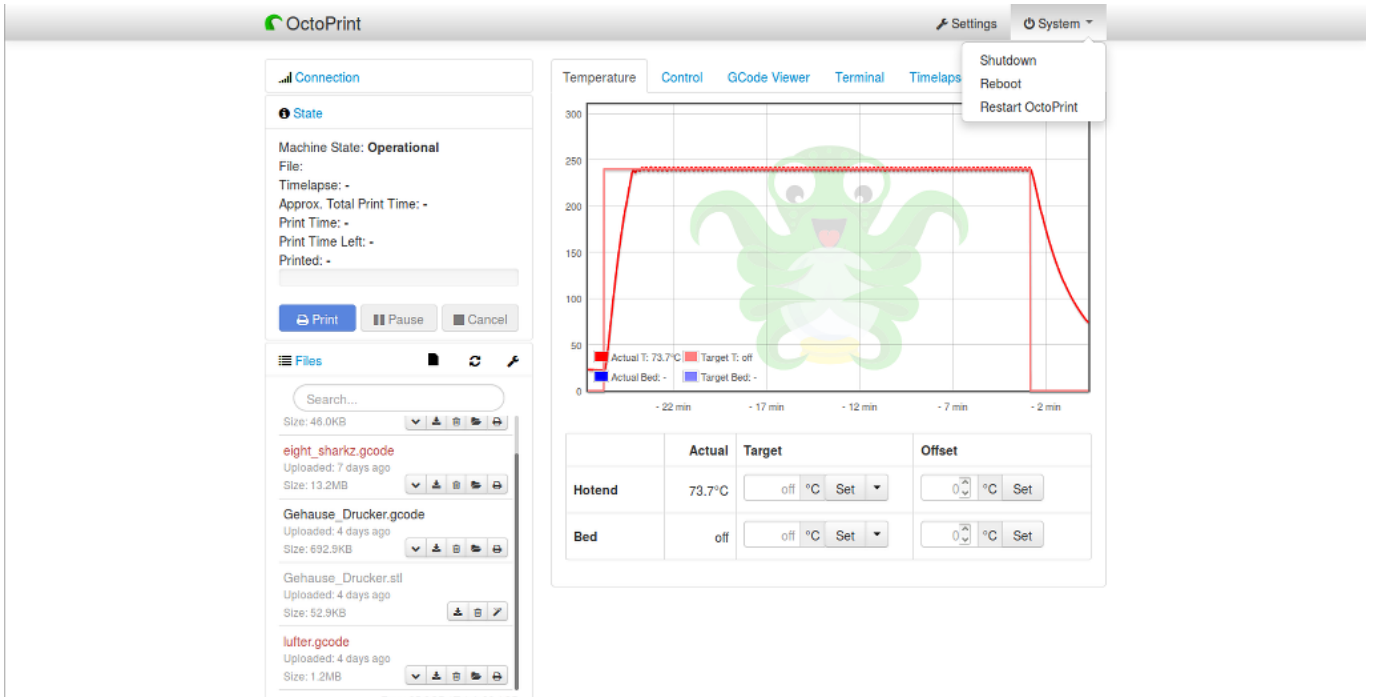 OctoPrint
Settings
System
Shutdown
Reboot
Restart OctoPrint
Connection
State
Machine State: Operational
File:
Timelapse: -
Approx. Total Print Time: -
Print Time: -
Print Time Left: -
Printed: -
Print
Pause
Cancel
Files
Search...
Size: 46.0KB
eight_sharkz.gcode
Uploaded: 7 days ago
Size: 13.2MB
Gehause_Drucker.gcode
Uploaded: 4 days ago
Size: 692.9KB
Gehause_Drucker.stl
Uploaded: 4 days ago
Size: 52.9KB
lufter.gcode
Uploaded: 4 days ago
Size: 1.2MB
Temperature Control GCode Viewer Terminal Timelaps
300
250
200
150
100
50
0
Actual T: 73.7°C Target T: off
Actual Bed: - Target Bed: -
- 22 min - 17 min - 12 min - 7 min - 2 min
Actual Target Offset
Hotend 73.7°C off °C Set 0 °C Set
Bed off off °C Set 0 °C Set